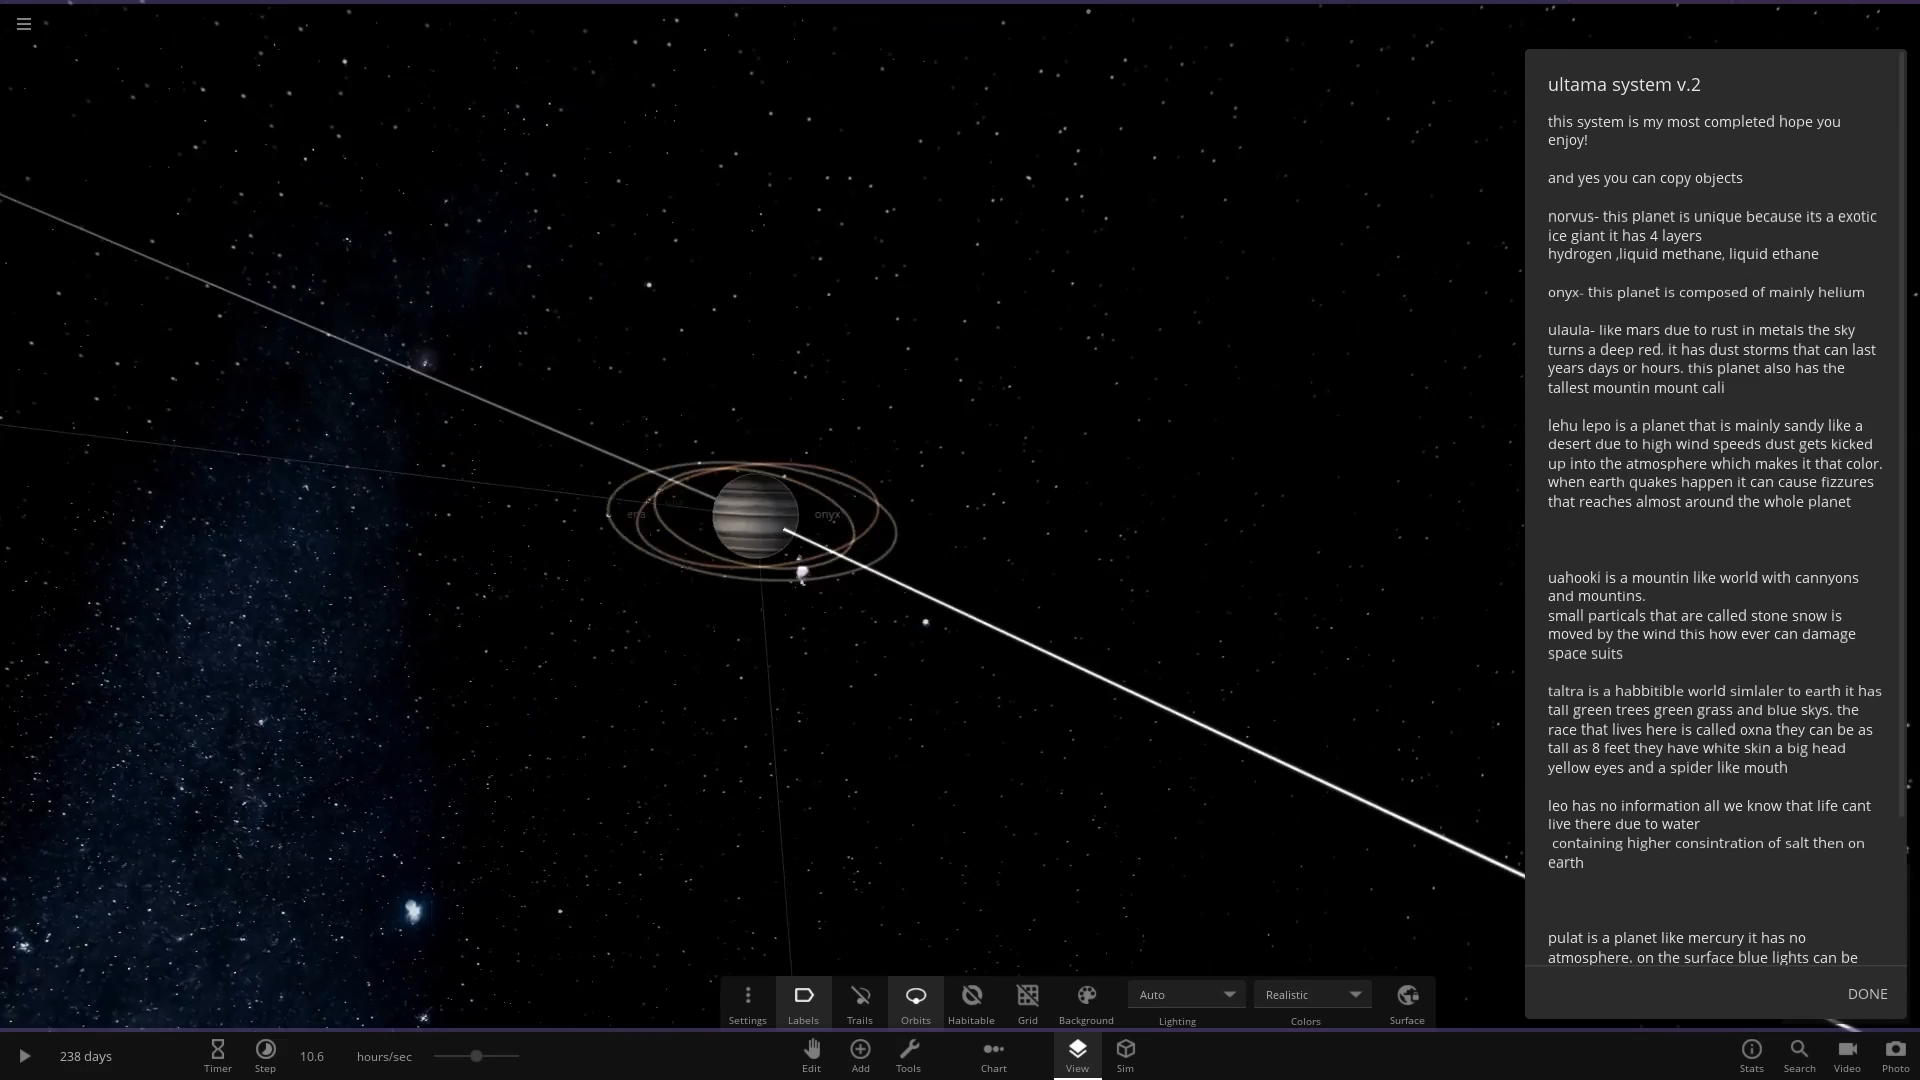 ultama system v.2
this system is my most completed hope you
enjoy!
and yes you can copy objects
norvus- this planet is unique because its a exotic
ice giant it has 4 layers
hydrogen ,liquid methane, liquid ethane
onyx- this planet is composed of mainly helium
ulaula- like mars due to rust in metals the sky
turns a deep red. it has dust storms that can last
years days or hours. this planet also has the
tallest mountin mount cali
lehu lepo is a planet that is mainly sandy like a
desert due to high wind speeds dust gets kicked
up into the atmosphere which makes it that color.
when earth quakes happen it can cause fizzures
that reaches almost around the whole planet
uahooki is a mountin like world with cannyons
and mountins.
small particals that are called stone snow is
moved by the wind this how ever can damage
space suits
taltra is a habbitible world simlaler to earth it has
tall green trees green grass and blue skys. the
race that lives here is called oxna they can be as
tall as 8 feet they have white skin a big head
yellow eyes and a spider like mouth
leo has no information all we know that life cant
live there due to water
containing higher consintration of salt then on
earth
pulat is a planet like mercury it has no
atmosphere. on the surface blue lights can be
DONE
onyx
Settings
Labels
Trails
Orbits
Habitable
Grid
Background
Auto
Lighting
Realistic
Colors
Surface
238 days
Timer
Step
10.6
hours/sec
Edit
Add
Tools
Chart
View
Sim
Stats
Search
Video
Photo